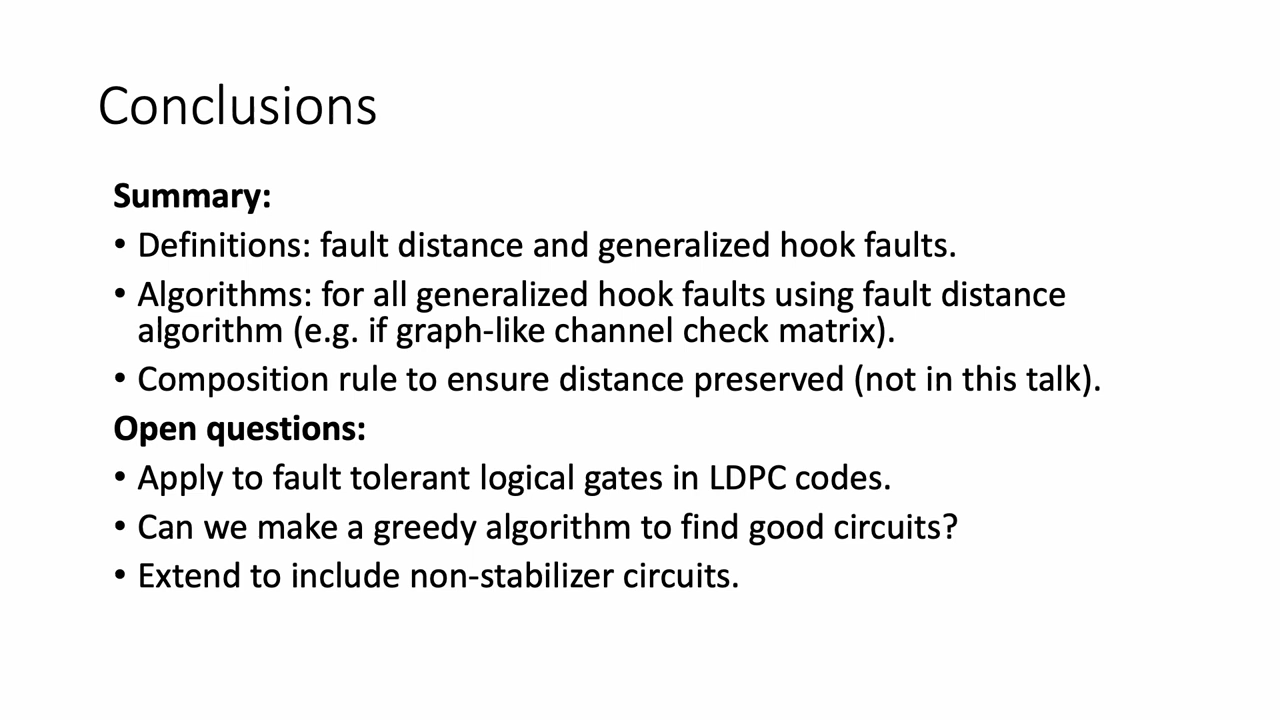 Conclusions
Summary:
• Definitions: fault distance and generalized hook faults.
• Algorithms: for all generalized hook faults using fault distance
algorithm (e.g. if graph-like channel check matrix).
• Composition rule to ensure distance preserved (not in this talk).
Open questions:
• Apply to fault tolerant logical gates in LDPC codes.
• Can we make a greedy algorithm to find good circuits?
• Extend to include non-stabilizer circuits.